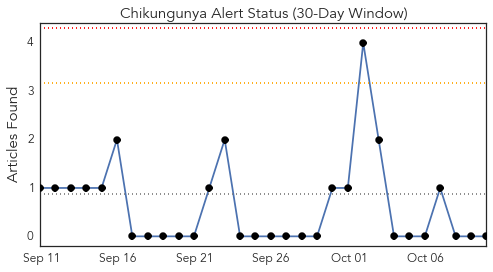 Chikungunya Alert Status (30-Day Window)
Articles Found
4
3
2
1
0
Sep 11 Sep 16 Sep 21 Sep 26 Oct 01 Oct 06